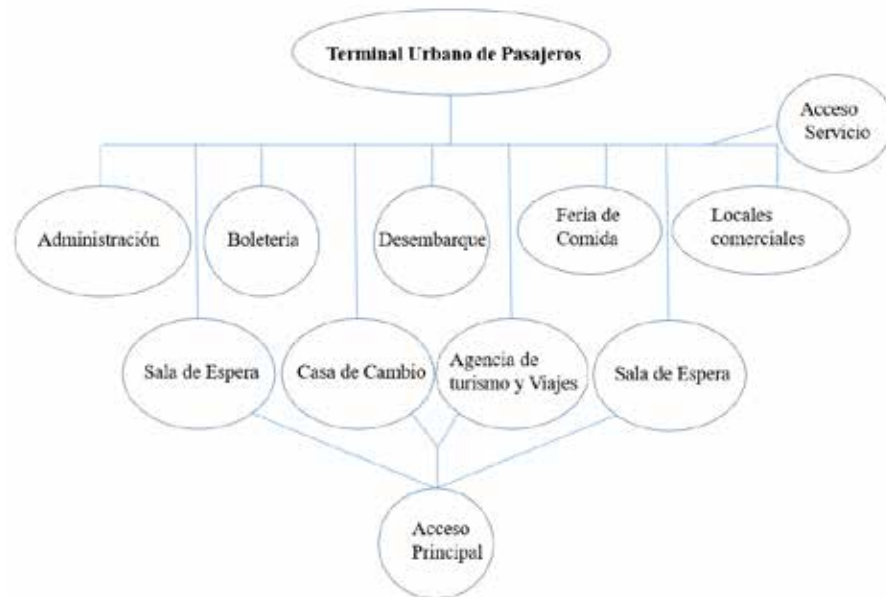 Terminal Urbano de Pasajeros
Acceso
Servicio
Administración
Boletería
Desembarque
Feria de
Comida
Locales
comerciales
Sala de Espera
Casa de Cambio
Agencia de
turismo y Viajes
Sala de Espera
Acceso
Principal